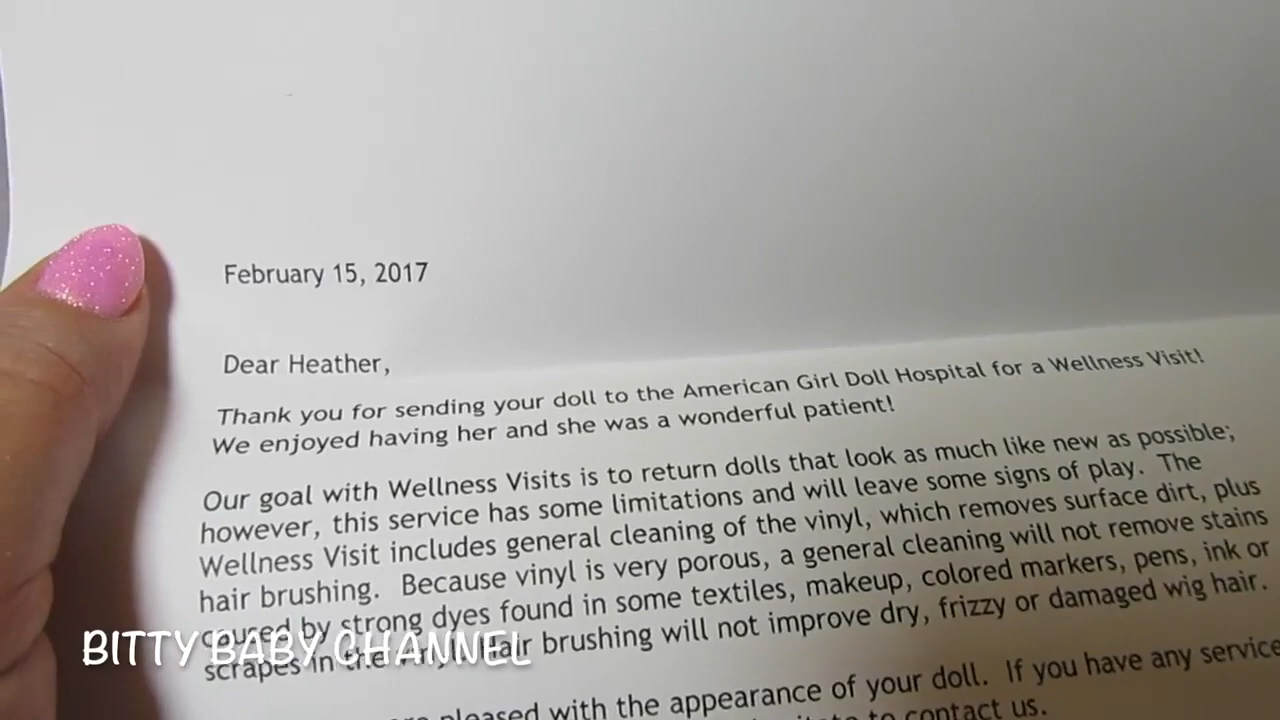 February 15, 2017
Dear Heather,
Thank you for sending your doll to the American Girl Doll Hospital for a Wellness Visit!
We enjoyed having her and she was a wonderful patient!
Our goal with Wellness Visits is to return dolls that look as much like new as possible;
however, this service has some limitations and will leave some signs of play. The
Wellness Visit includes general cleaning of the vinyl, which removes surface dirt, plus
hair brushing. Because vinyl is very porous, a general cleaning will not remove stains
caused by strong dyes found in some textiles, makeup, colored markers, pens, ink or
scrapes in the vinyl. Hair brushing will not improve dry, frizzy or damaged wig hair.
pleased with the appearance of your doll. If you have any service
to contact us.
BITTY BABY CHANNEL